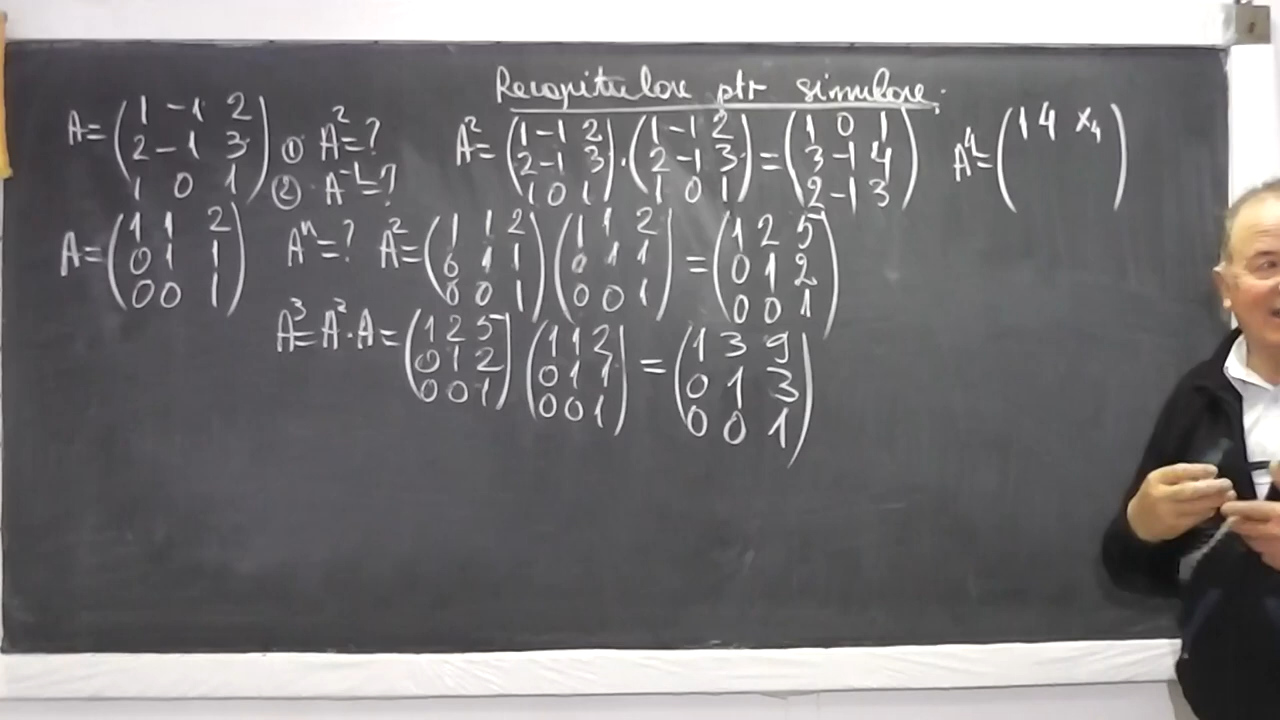 Recapitulare ptr simulare:
A = (1 -1 2 / 2 -1 3 / 1 0 1) ① A² = ? ② A⁻¹ = ? A² = (1 -1 2 / 2 -1 3 / 1 0 1) · (1 -1 2 / 2 -1 3 / 1 0 1) = (1 0 1 / 3 -1 4 / 2 -1 3) A⁴ = (1 4 x₄)
A = (1 1 2 / 0 1 1 / 0 0 1) Aⁿ = ? A² = (1 1 2 / 0 1 1 / 0 0 1) (1 1 2 / 0 1 1 / 0 0 1) = (1 2 5 / 0 1 2 / 0 0 1)
A³ = A² · A = (1 2 5 / 0 1 2 / 0 0 1) (1 1 2 / 0 1 1 / 0 0 1) = (1 3 9 / 0 1 3 / 0 0 1)